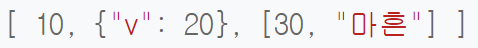 [ 10, {"v": 20}, [30, "마흔"] ]